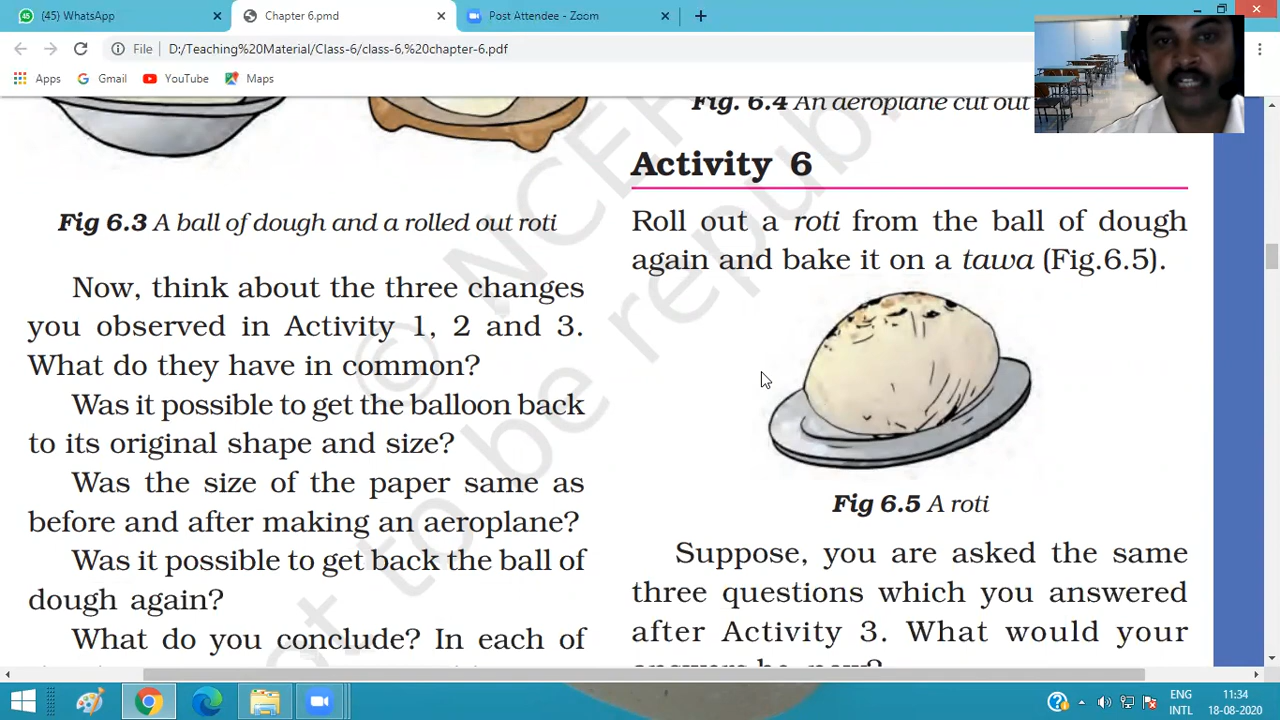 (45) WhatsApp
Chapter 6.pmd
Post Attendee - Zoom
File
D:/Teaching%20Material/Class-6/class-6,%20chapter-6.pdf
Apps
Gmail
YouTube
Maps
Fig 6.3 A ball of dough and a rolled out roti
Now, think about the three changes
you observed in Activity 1, 2 and 3.
What do they have in common?
Was it possible to get the balloon back
to its original shape and size?
Was the size of the paper same as
before and after making an aeroplane?
Was it possible to get back the ball of
dough again?
What do you conclude? In each of
Fig. 6.4 An aeroplane cut out
Activity 6
Roll out a roti from the ball of dough
again and bake it on a tawa (Fig.6.5).
Fig 6.5 A roti
Suppose, you are asked the same
three questions which you answered
after Activity 3. What would your
answers be, now?
not to be republ
ENG
INTL
11:34
18-08-2020